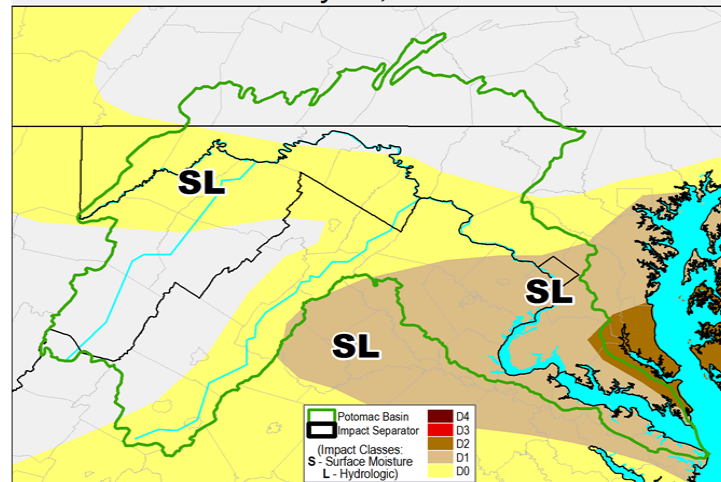 SL
SL
SL
Potomac Basin
Impact Separator
(Impact Classes:
S - Surface Moisture
L - Hydrologic)
D4
D3
D2
D1
D0